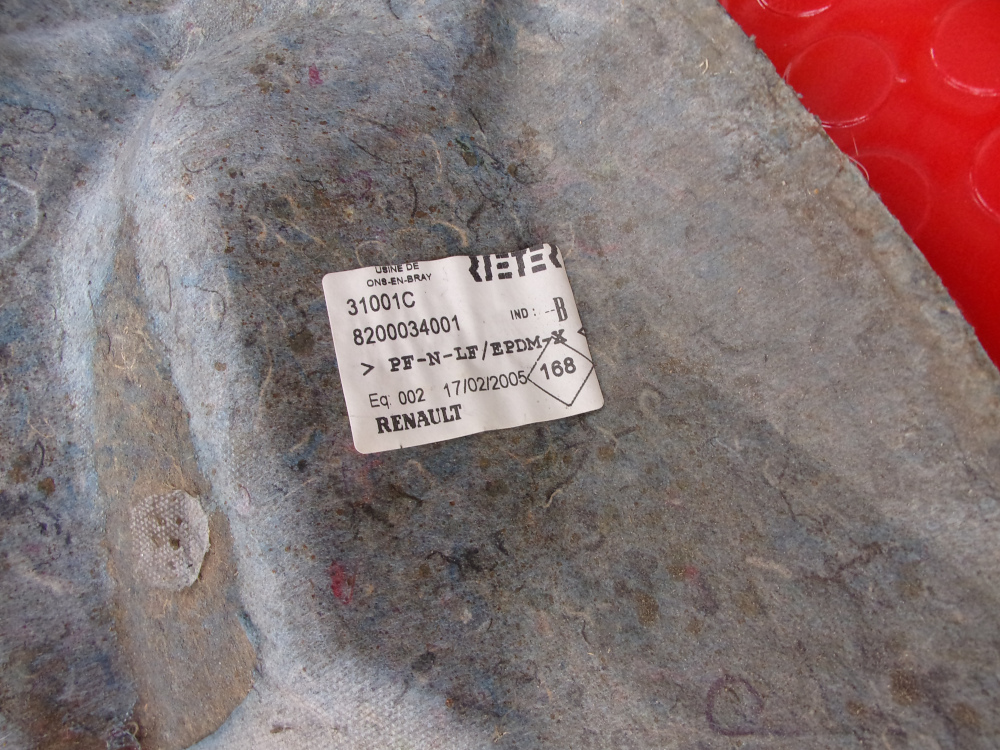 USINE DE
ONS-EN-BRAY
RIETER
31001C
8200034001 IND : --B
> PF-N-LF/EPDM-X <
Eq. 002 17/02/2005 168
RENAULT